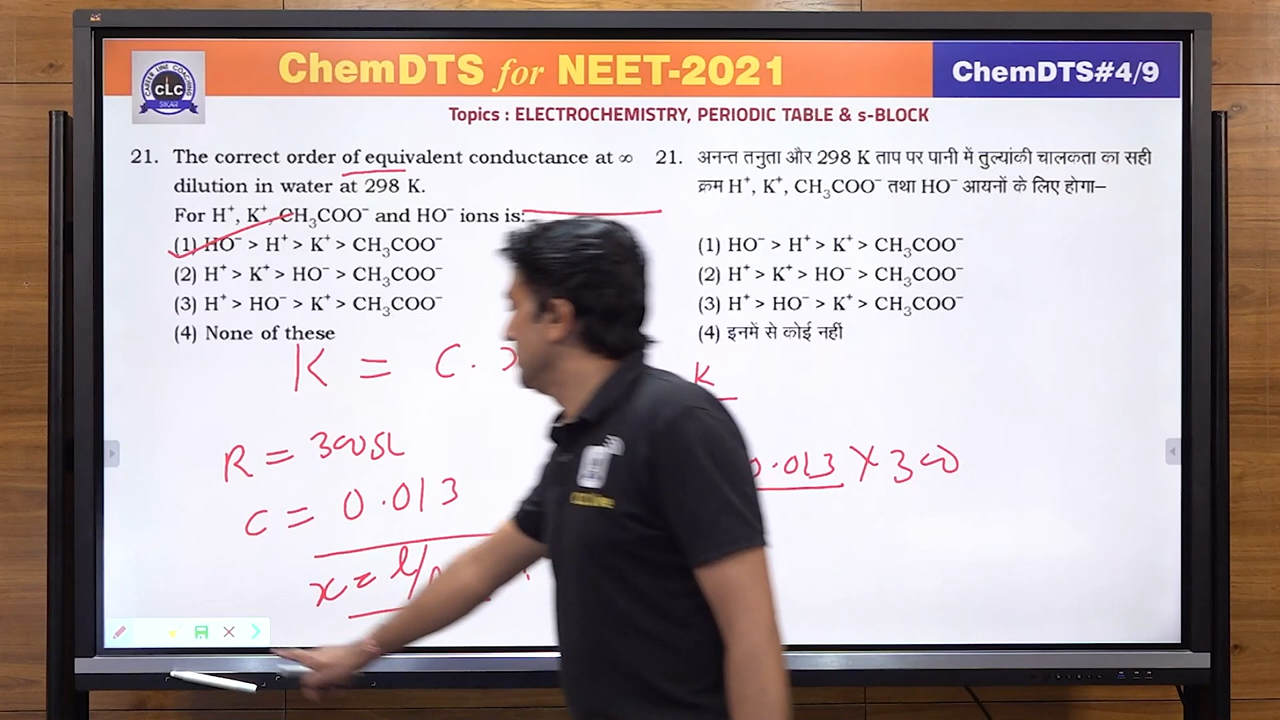 ChemDTS for NEET-2021
ChemDTS#4/9
CAREER LINE COACHING
CLC
SIKAR
Topics : ELECTROCHEMISTRY, PERIODIC TABLE & s-BLOCK
21. The correct order of equivalent conductance at ∞
dilution in water at 298 K.
For H⁺, K⁺, CH₃COO⁻ and HO⁻ ions is:
(1) HO⁻ > H⁺ > K⁺ > CH₃COO⁻
(2) H⁺ > K⁺ > HO⁻ > CH₃COO⁻
(3) H⁺ > HO⁻ > K⁺ > CH₃COO⁻
(4) None of these
21. अनन्त तनुता और 298 K ताप पर पानी में तुल्यांकी चालकता का सही
क्रम H⁺, K⁺, CH₃COO⁻ तथा HO⁻ आयनों के लिए होगा–
(1) HO⁻ > H⁺ > K⁺ > CH₃COO⁻
(2) H⁺ > K⁺ > HO⁻ > CH₃COO⁻
(3) H⁺ > HO⁻ > K⁺ > CH₃COO⁻
(4) इनमें से कोई नहीं
K = C.
K
R = 300Ω
C = 0.013
0.013 × 300
x = l/